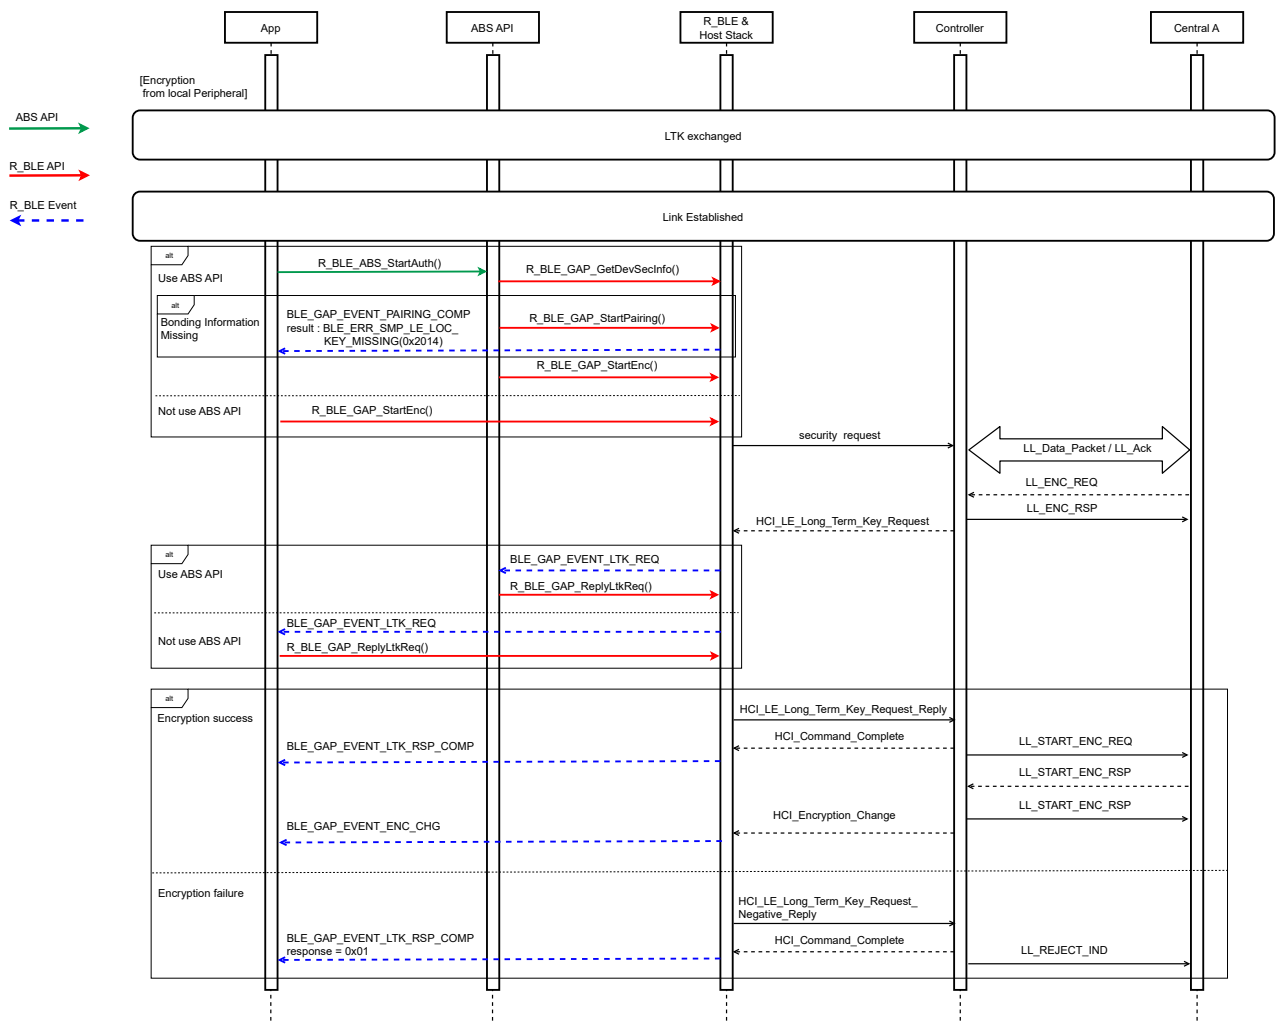 App
ABS API
R_BLE &
Host Stack
Controller
Central A
[Encryption
from local Peripheral]
ABS API
LTK exchanged
R_BLE API
R_BLE Event
Link Established
alt
Use ABS API
R_BLE_ABS_StartAuth()
R_BLE_GAP_GetDevSecInfo()
alt
Bonding Information
Missing
BLE_GAP_EVENT_PAIRING_COMP
result : BLE_ERR_SMP_LE_LOC_
KEY_MISSING(0x2014)
R_BLE_GAP_StartPairing()
R_BLE_GAP_StartEnc()
Not use ABS API
R_BLE_GAP_StartEnc()
security request
LL_Data_Packet / LL_Ack
LL_ENC_REQ
LL_ENC_RSP
HCI_LE_Long_Term_Key_Request
alt
Use ABS API
BLE_GAP_EVENT_LTK_REQ
R_BLE_GAP_ReplyLtkReq()
Not use ABS API
BLE_GAP_EVENT_LTK_REQ
R_BLE_GAP_ReplyLtkReq()
alt
Encryption success
HCI_LE_Long_Term_Key_Request_Reply
HCI_Command_Complete
BLE_GAP_EVENT_LTK_RSP_COMP
LL_START_ENC_REQ
LL_START_ENC_RSP
LL_START_ENC_RSP
HCI_Encryption_Change
BLE_GAP_EVENT_ENC_CHG
Encryption failure
HCI_LE_Long_Term_Key_Request_
Negative_Reply
HCI_Command_Complete
BLE_GAP_EVENT_LTK_RSP_COMP
response = 0x01
LL_REJECT_IND